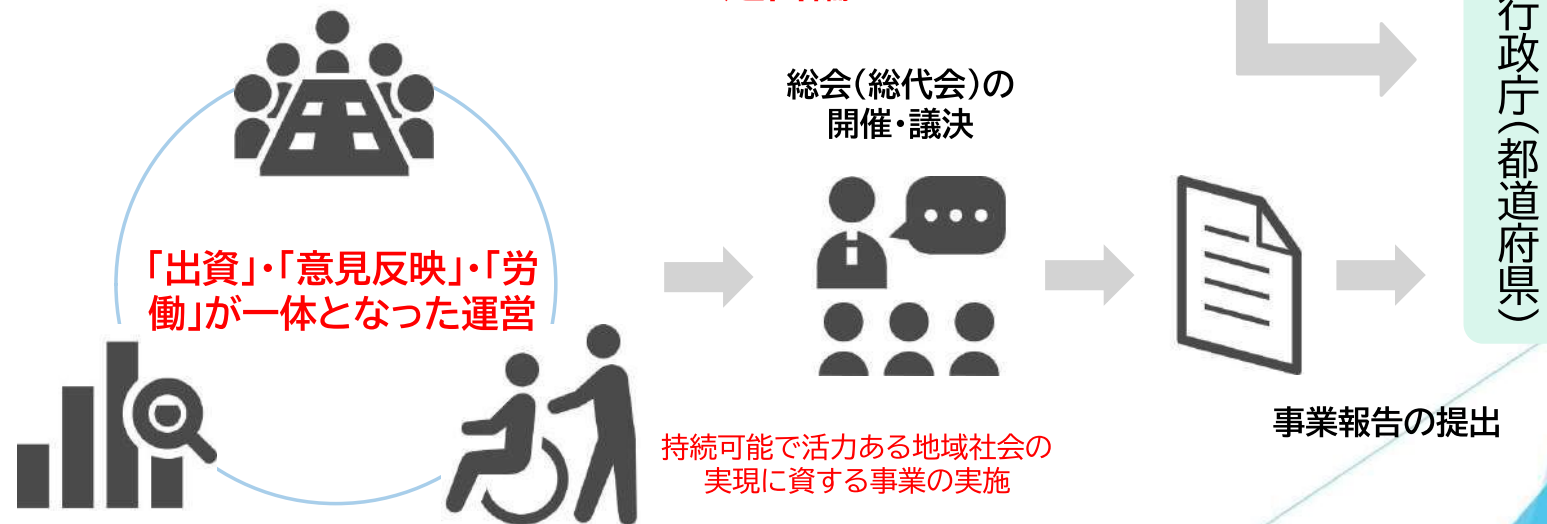 総会(総代会)の
開催・議決
「出資」・「意見反映」・「労
働」が一体となった運営
持続可能で活力ある地域社会の
実現に資する事業の実施
事業報告の提出
行政庁(都道府県)